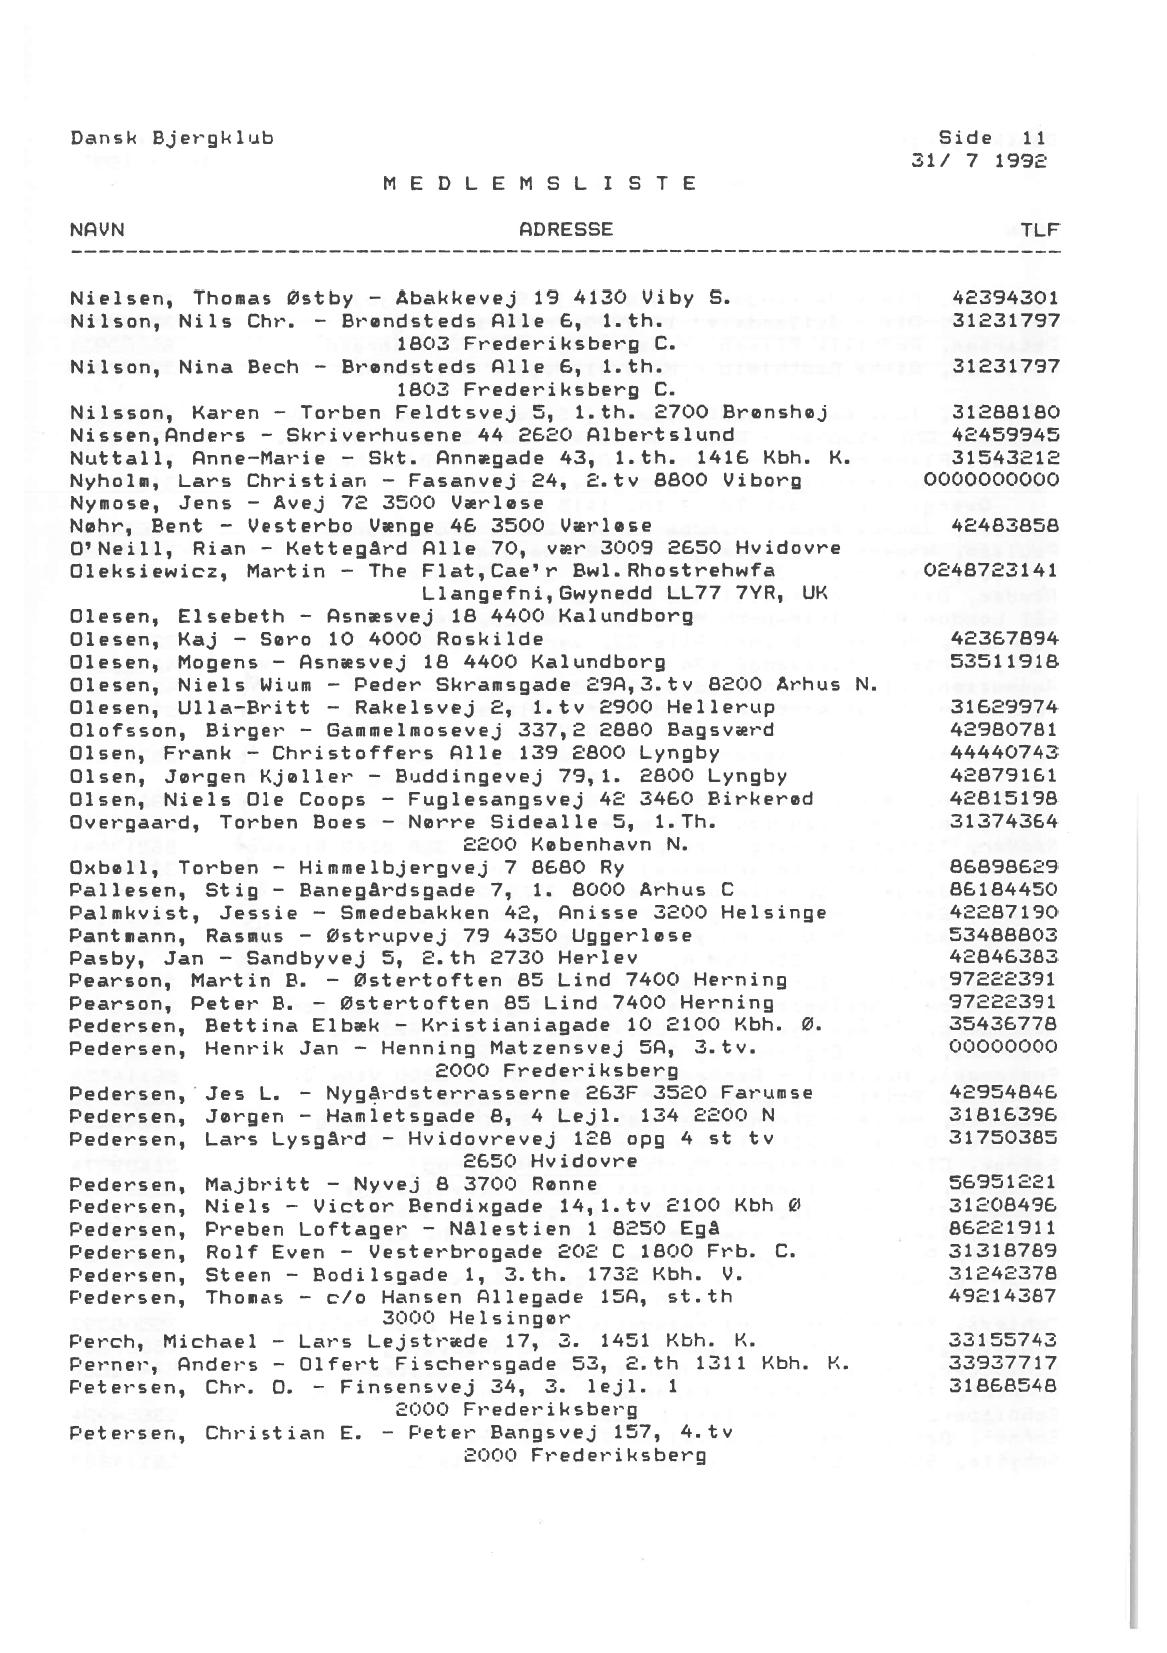 Dansk Bjergklub Side 11
31/ 7 1992
M E D L E M S L I S T E
NAVN ADRESSE TLF
Nielsen, Thomas Østby - Åbakkevej 19 4130 Viby S. 42394301
Nilson, Nils Chr. - Brøndsteds Alle 6, 1.th. 31231797
1803 Frederiksberg C.
Nilson, Nina Bech - Brøndsteds Alle 6, 1.th. 31231797
1803 Frederiksberg C.
Nilsson, Karen - Torben Feldtsvej 5, 1.th. 2700 Brønshøj 31288180
Nissen,Anders - Skriverhusene 44 2620 Albertslund 42459945
Nuttall, Anne-Marie - Skt. Annægade 43, 1.th. 1416 Kbh. K. 31543212
Nyholm, Lars Christian - Fasanvej 24, 2.tv 8800 Viborg 0000000000
Nymose, Jens - Åvej 72 3500 Værløse
Nøhr, Bent - Vesterbo Vænge 46 3500 Værløse 42483858
O'Neill, Rian - Kettegård Alle 70, vær 3009 2650 Hvidovre
Oleksiewicz, Martin - The Flat,Cae'r Bwl.Rhostrehwfa 0248723141
Llangefni,Gwynedd LL77 7YR, UK
Olesen, Elsebeth - Asnæsvej 18 4400 Kalundborg
Olesen, Kaj - Søro 10 4000 Roskilde 42367894
Olesen, Mogens - Asnæsvej 18 4400 Kalundborg 53511918
Olesen, Niels Wium - Peder Skramsgade 29A,3.tv 8200 Århus N.
Olesen, Ulla-Britt - Rakelsvej 2, 1.tv 2900 Hellerup 31629974
Olofsson, Birger - Gammelmosevej 337,2 2880 Bagsværd 42980781
Olsen, Frank - Christoffers Alle 139 2800 Lyngby 44440743
Olsen, Jørgen Kjøller - Buddingevej 79,1. 2800 Lyngby 42879161
Olsen, Niels Ole Coops - Fuglesangsvej 42 3460 Birkerød 42815198
Overgaard, Torben Boes - Nørre Sidealle 5, 1.Th. 31374364
2200 København N.
Oxbøll, Torben - Himmelbjergvej 7 8680 Ry 86898629
Pallesen, Stig - Banegårdsgade 7, 1. 8000 Århus C 86184450
Palmkvist, Jessie - Smedebakken 42, Anisse 3200 Helsinge 42287190
Pantmann, Rasmus - Østrupvej 79 4350 Uggerløse 53488803
Pasby, Jan - Sandbyvej 5, 2.th 2730 Herlev 42846383
Pearson, Martin B. - Østertoften 85 Lind 7400 Herning 97222391
Pearson, Peter B. - Østertoften 85 Lind 7400 Herning 97222391
Pedersen, Bettina Elbæk - Kristianiagade 10 2100 Kbh. Ø. 35436778
Pedersen, Henrik Jan - Henning Matzensvej 5A, 3.tv. 00000000
2000 Frederiksberg
Pedersen, Jes L. - Nygårdsterrasserne 263F 3520 Farumse 42954846
Pedersen, Jørgen - Hamletsgade 8, 4 Lejl. 134 2200 N 31816396
Pedersen, Lars Lysgård - Hvidovrevej 128 opg 4 st tv 31750385
2650 Hvidovre
Pedersen, Majbritt - Nyvej 8 3700 Rønne 56951221
Pedersen, Niels - Victor Bendixgade 14,1.tv 2100 Kbh Ø 31208496
Pedersen, Preben Loftager - Nålestien 1 8250 Egå 86221911
Pedersen, Rolf Even - Vesterbrogade 202 C 1800 Frb. C. 31318789
Pedersen, Steen - Bodilsgade 1, 3.th. 1732 Kbh. V. 31242378
Pedersen, Thomas - c/o Hansen Allegade 15A, st.th 49214387
3000 Helsingør
Perch, Michael - Lars Lejstræde 17, 3. 1451 Kbh. K. 33155743
Perner, Anders - Olfert Fischersgade 53, 2.th 1311 Kbh. K. 33937717
Petersen, Chr. O. - Finsensvej 34, 3. lejl. 1 31868548
2000 Frederiksberg
Petersen, Christian E. - Peter Bangsvej 157, 4.tv
2000 Frederiksberg